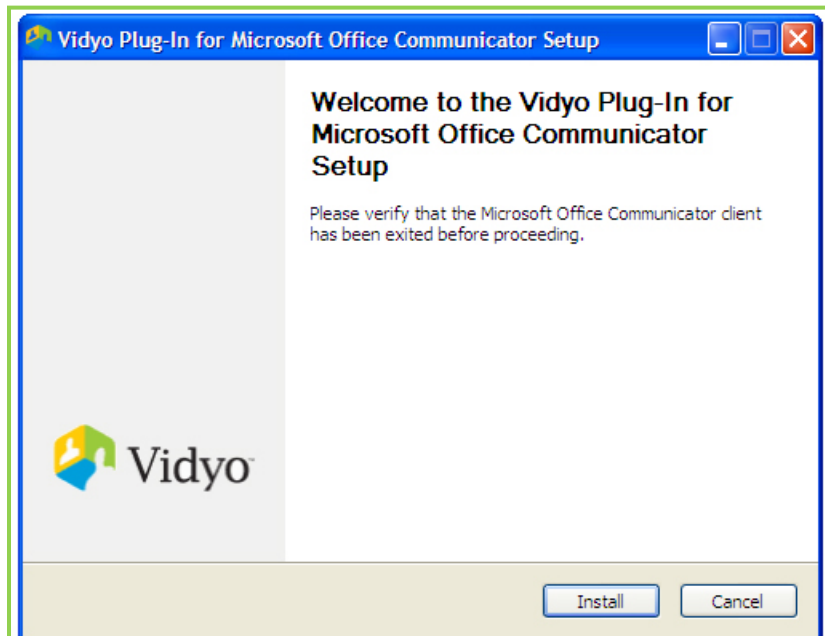 Vidyo Plug-In for Microsoft Office Communicator Setup
Welcome to the Vidyo Plug-In for
Microsoft Office Communicator
Setup
Please verify that the Microsoft Office Communicator client
has been exited before proceeding.
Vidyo™
Install Cancel